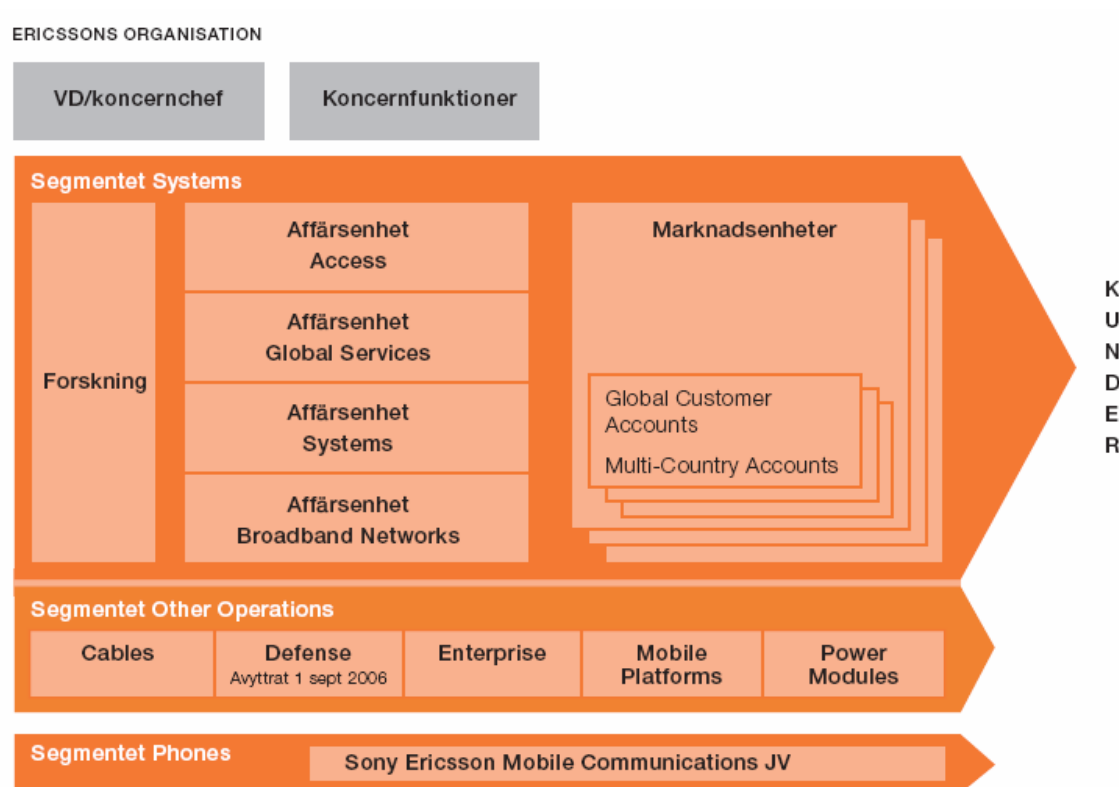 ERICSSONS ORGANISATION
VD/koncernchef
Koncernfunktioner
Segmentet Systems
Forskning
Affärsenhet
Access
Affärsenhet
Global Services
Affärsenhet
Systems
Affärsenhet
Broadband Networks
Marknadsenheter
Global Customer
Accounts
Multi-Country Accounts
K
U
N
D
E
R
Segmentet Other Operations
Cables
Defense
Avyttrat 1 sept 2006
Enterprise
Mobile
Platforms
Power
Modules
Segmentet Phones
Sony Ericsson Mobile Communications JV